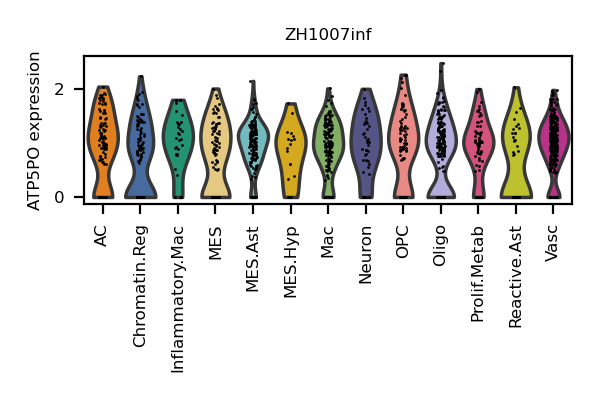 ZH1007inf
ATP5PO expression
2
0
AC
Chromatin.Reg
Inflammatory.Mac
MES
MES.Ast
MES.Hyp
Mac
Neuron
OPC
Oligo
Prolif.Metab
Reactive.Ast
Vasc